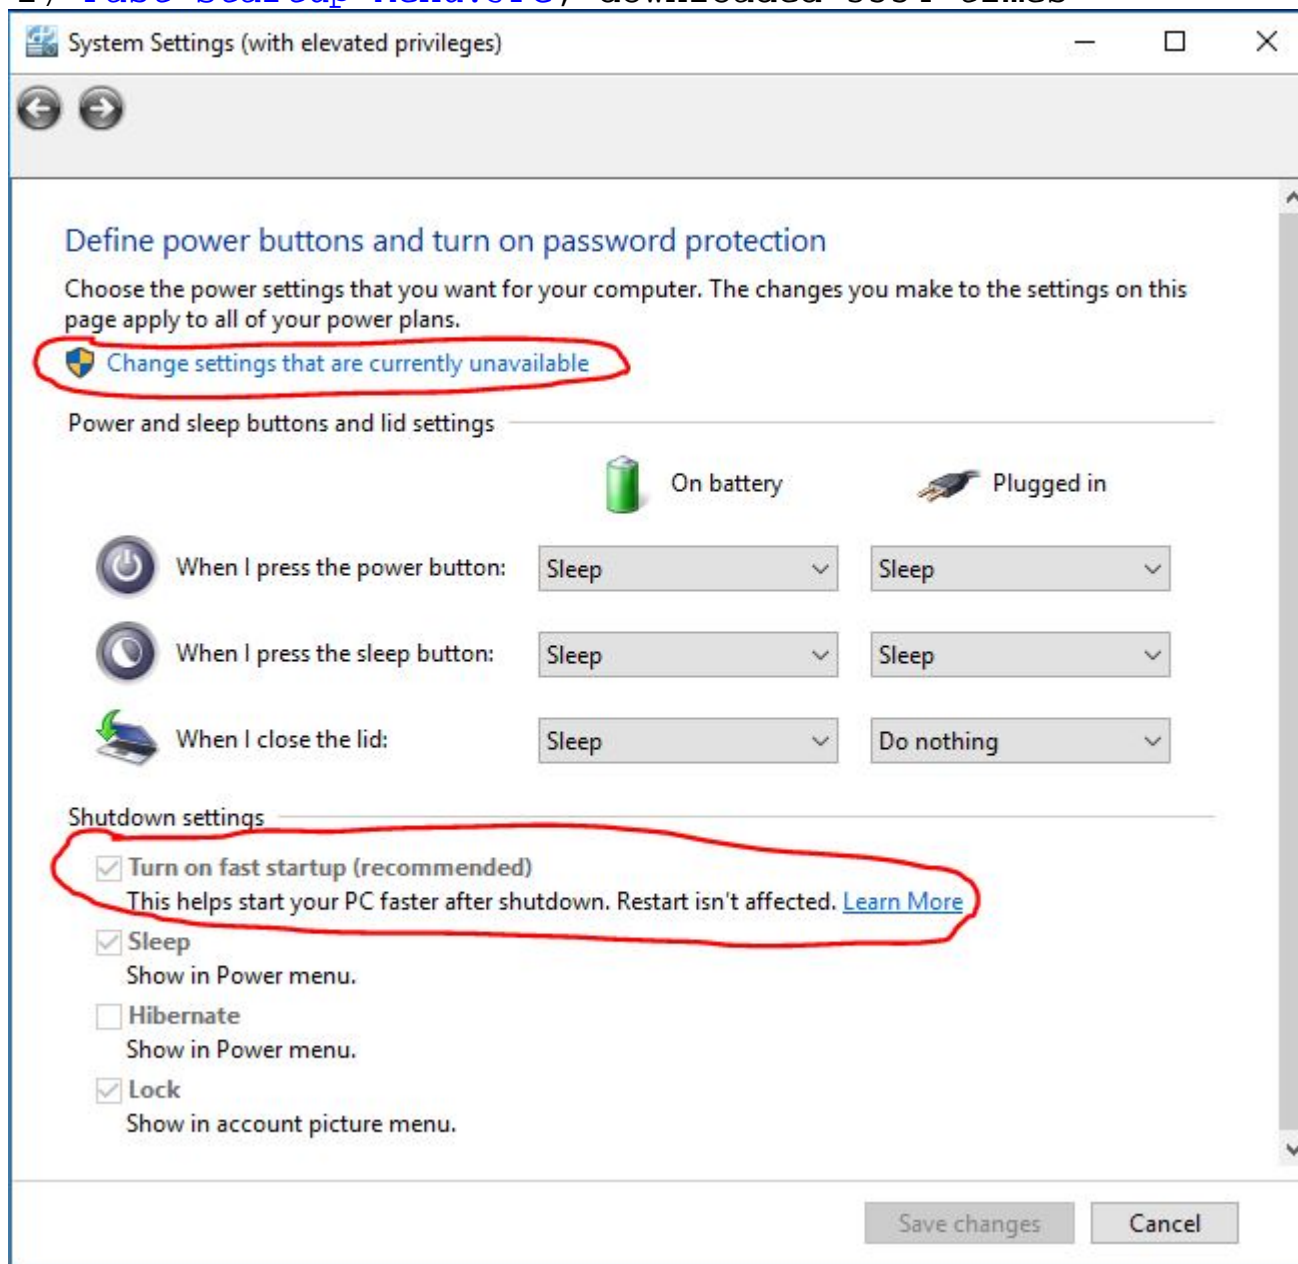 System Settings (with elevated privileges)
Define power buttons and turn on password protection
Choose the power settings that you want for your computer. The changes you make to the settings on this
page apply to all of your power plans.
Change settings that are currently unavailable
Power and sleep buttons and lid settings
On battery Plugged in
When I press the power button: Sleep Sleep
When I press the sleep button: Sleep Sleep
When I close the lid: Sleep Do nothing
Shutdown settings
Turn on fast startup (recommended)
This helps start your PC faster after shutdown. Restart isn't affected. Learn More
Sleep
Show in Power menu.
Hibernate
Show in Power menu.
Lock
Show in account picture menu.
Save changes Cancel